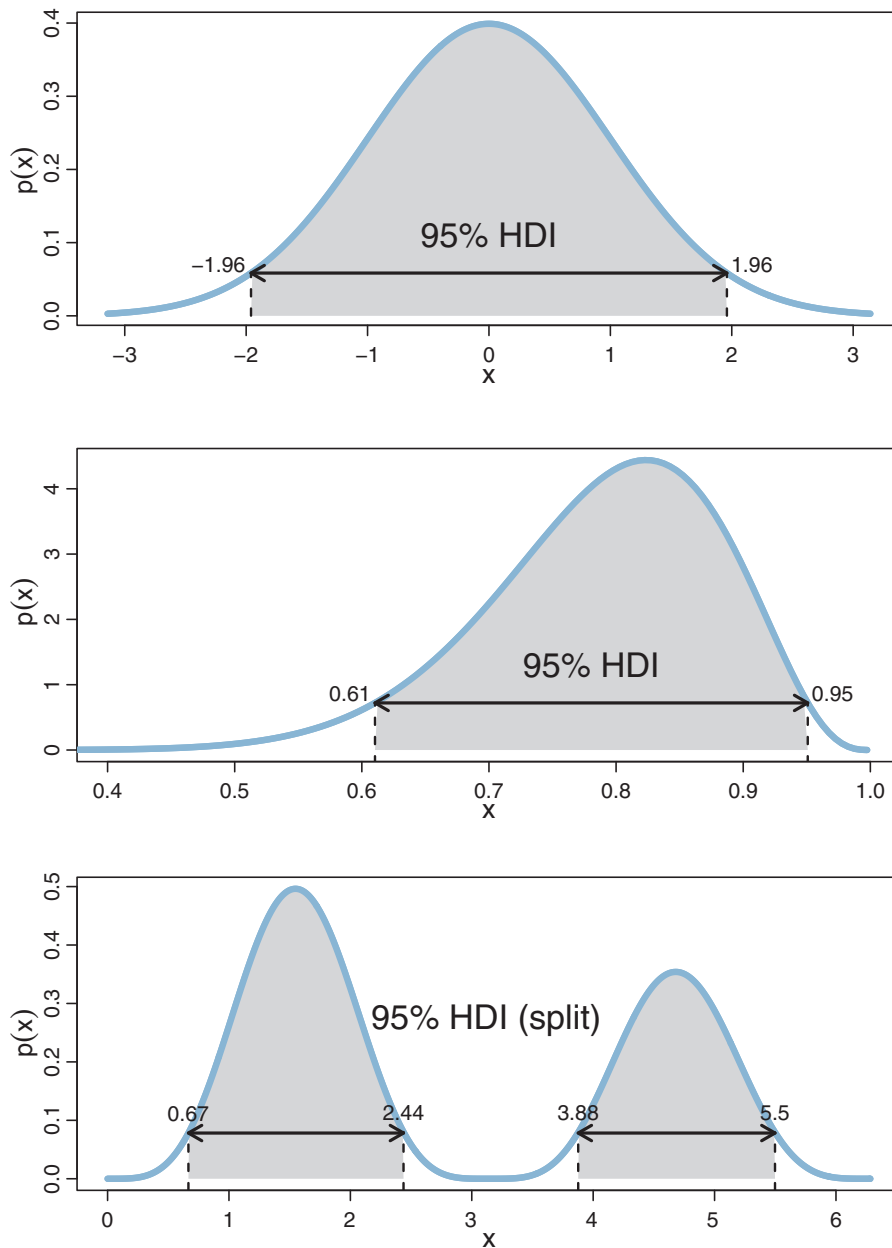 p(x)
0.0 0.1 0.2 0.3 0.4
95% HDI
−1.96
1.96
−3 −2 −1 0 1 2 3
x
p(x)
0 1 2 3 4
95% HDI
0.61
0.95
0.4 0.5 0.6 0.7 0.8 0.9 1.0
x
p(x)
0.0 0.1 0.2 0.3 0.4 0.5
95% HDI (split)
0.67
2.44
3.88
5.5
0 1 2 3 4 5 6
x